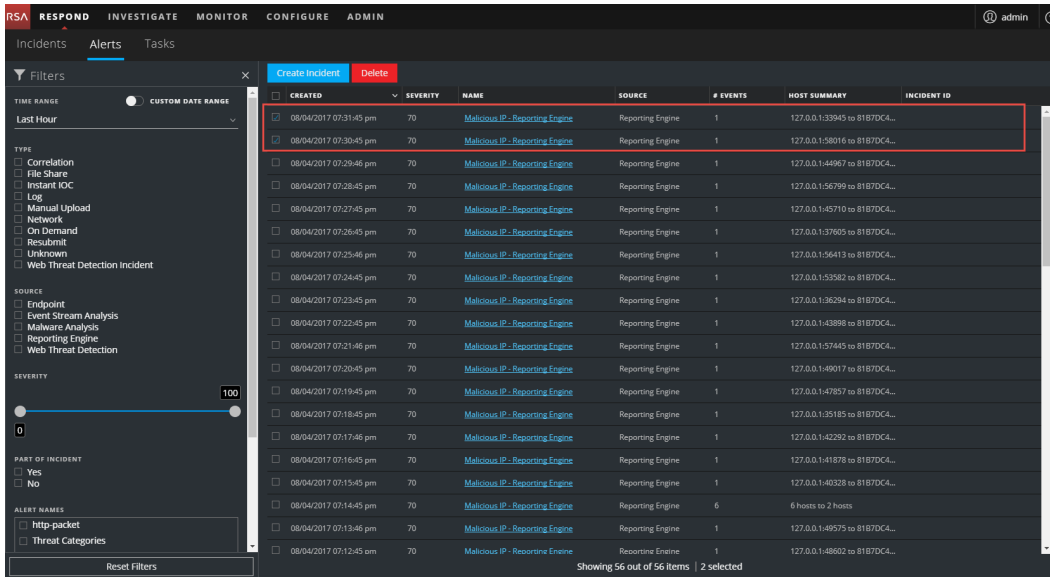 RSA RESPOND INVESTIGATE MONITOR CONFIGURE ADMIN admin
Incidents Alerts Tasks
Filters
TIME RANGE CUSTOM DATE RANGE
Last Hour
TYPE
Correlation
File Share
Instant IOC
Log
Manual Upload
Network
On Demand
Resubmit
Unknown
Web Threat Detection Incident
SOURCE
Endpoint
Event Stream Analysis
Malware Analysis
Reporting Engine
Web Threat Detection
SEVERITY
100
0
PART OF INCIDENT
Yes
No
ALERT NAMES
http-packet
Threat Categories
Reset Filters
Create Incident Delete
CREATED SEVERITY NAME SOURCE # EVENTS HOST SUMMARY INCIDENT ID
08/04/2017 07:31:45 pm 70 Malicious IP - Reporting Engine Reporting Engine 1 127.0.0.1:33945 to 81B7DC4...
08/04/2017 07:30:45 pm 70 Malicious IP - Reporting Engine Reporting Engine 1 127.0.0.1:58016 to 81B7DC4...
08/04/2017 07:29:46 pm 70 Malicious IP - Reporting Engine Reporting Engine 1 127.0.0.1:44967 to 81B7DC4...
08/04/2017 07:28:45 pm 70 Malicious IP - Reporting Engine Reporting Engine 1 127.0.0.1:56799 to 81B7DC4...
08/04/2017 07:27:45 pm 70 Malicious IP - Reporting Engine Reporting Engine 1 127.0.0.1:45710 to 81B7DC4...
08/04/2017 07:26:45 pm 70 Malicious IP - Reporting Engine Reporting Engine 1 127.0.0.1:37605 to 81B7DC4...
08/04/2017 07:25:46 pm 70 Malicious IP - Reporting Engine Reporting Engine 1 127.0.0.1:56413 to 81B7DC4...
08/04/2017 07:24:45 pm 70 Malicious IP - Reporting Engine Reporting Engine 1 127.0.0.1:53582 to 81B7DC4...
08/04/2017 07:23:45 pm 70 Malicious IP - Reporting Engine Reporting Engine 1 127.0.0.1:36294 to 81B7DC4...
08/04/2017 07:22:45 pm 70 Malicious IP - Reporting Engine Reporting Engine 1 127.0.0.1:43898 to 81B7DC4...
08/04/2017 07:21:46 pm 70 Malicious IP - Reporting Engine Reporting Engine 1 127.0.0.1:57445 to 81B7DC4...
08/04/2017 07:20:45 pm 70 Malicious IP - Reporting Engine Reporting Engine 1 127.0.0.1:49017 to 81B7DC4...
08/04/2017 07:19:45 pm 70 Malicious IP - Reporting Engine Reporting Engine 1 127.0.0.1:47857 to 81B7DC4...
08/04/2017 07:18:45 pm 70 Malicious IP - Reporting Engine Reporting Engine 1 127.0.0.1:35185 to 81B7DC4...
08/04/2017 07:17:46 pm 70 Malicious IP - Reporting Engine Reporting Engine 1 127.0.0.1:42292 to 81B7DC4...
08/04/2017 07:16:45 pm 70 Malicious IP - Reporting Engine Reporting Engine 1 127.0.0.1:41878 to 81B7DC4...
08/04/2017 07:15:45 pm 70 Malicious IP - Reporting Engine Reporting Engine 1 127.0.0.1:40328 to 81B7DC4...
08/04/2017 07:14:45 pm 70 Malicious IP - Reporting Engine Reporting Engine 6 6 hosts to 2 hosts
08/04/2017 07:13:46 pm 70 Malicious IP - Reporting Engine Reporting Engine 1 127.0.0.1:49575 to 81B7DC4...
08/04/2017 07:12:45 pm 70 Malicious IP - Reporting Engine Reporting Engine 1 127.0.0.1:48602 to 81B7DC4...
Showing 56 out of 56 items | 2 selected